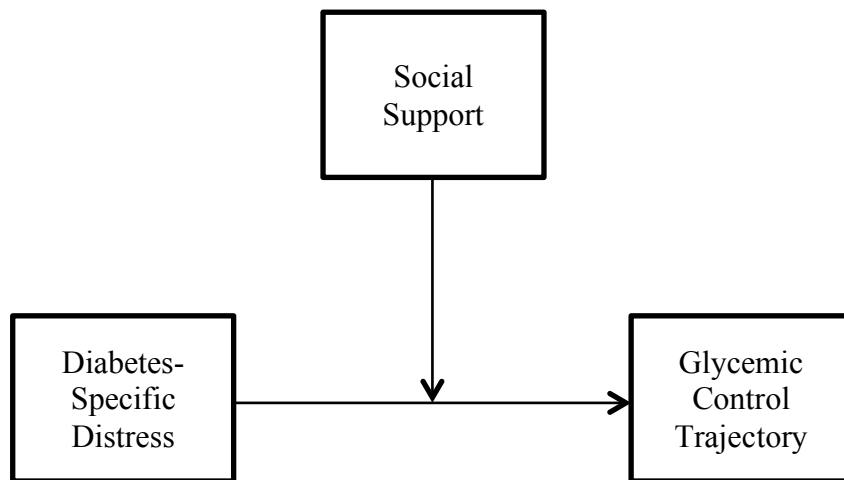 Social
Support
Diabetes-
Specific
Distress
Glycemic
Control
Trajectory